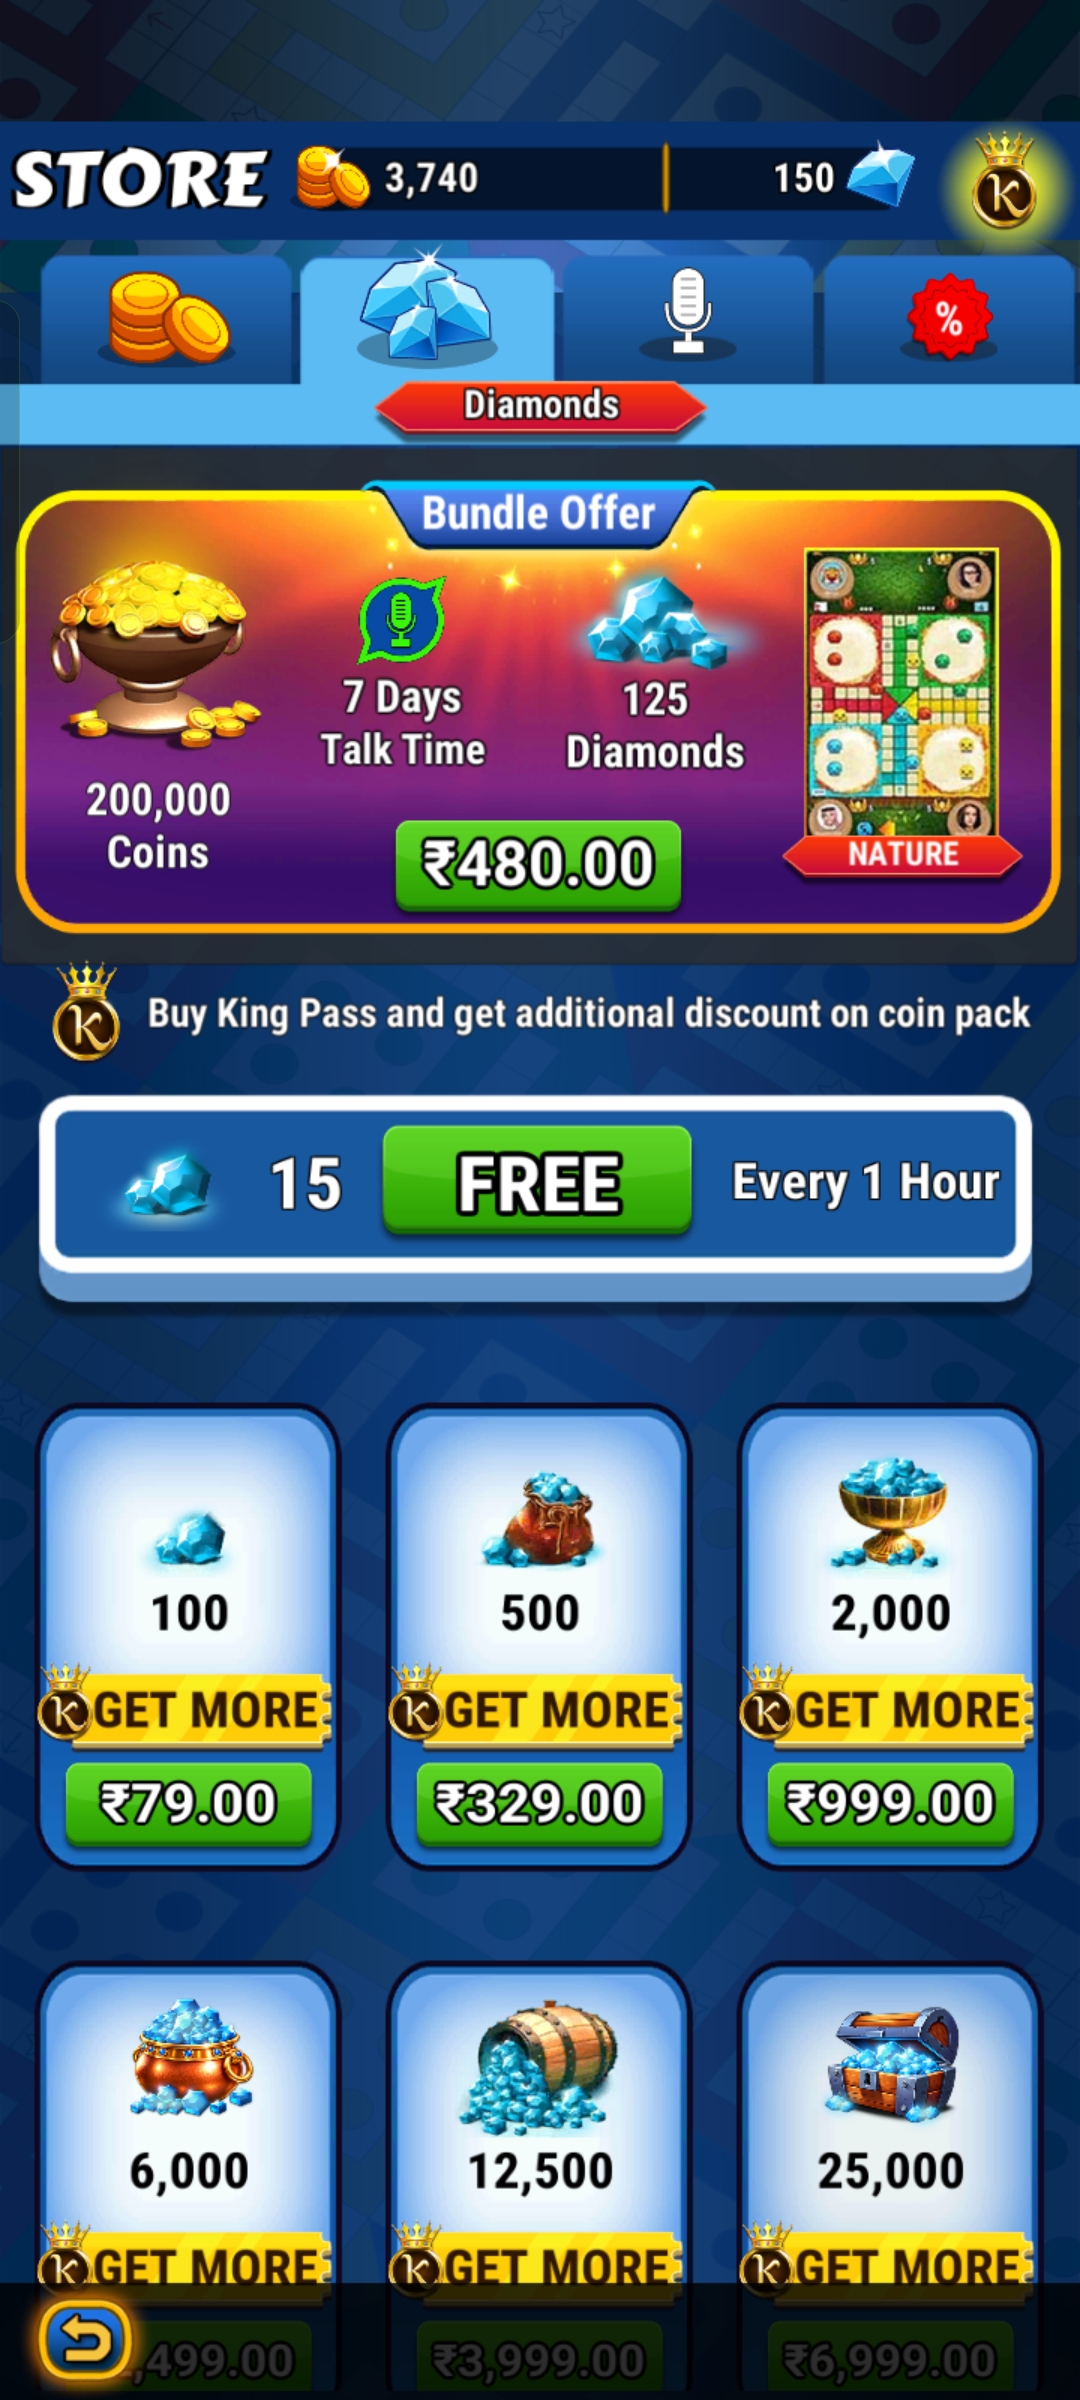 STORE
3,740
150
K
%
Diamonds
Bundle Offer
7 Days
Talk Time
125
Diamonds
200,000
Coins
₹480.00
NATURE
K
Buy King Pass and get additional discount on coin pack
15
FREE
Every 1 Hour
100
500
2,000
K GET MORE
K GET MORE
K GET MORE
₹79.00
₹329.00
₹999.00
6,000
12,500
25,000
K GET MORE
K GET MORE
K GET MORE
,499.00
₹3,999.00
₹6,999.00